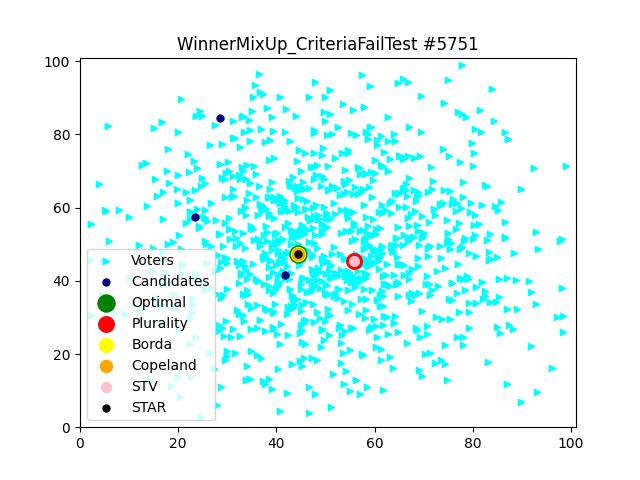 WinnerMixUp_CriteriaFailTest #5751
100
80
60
40
20
0
Voters
Candidates
Optimal
Plurality
Borda
Copeland
STV
STAR
0 20 40 60 80 100